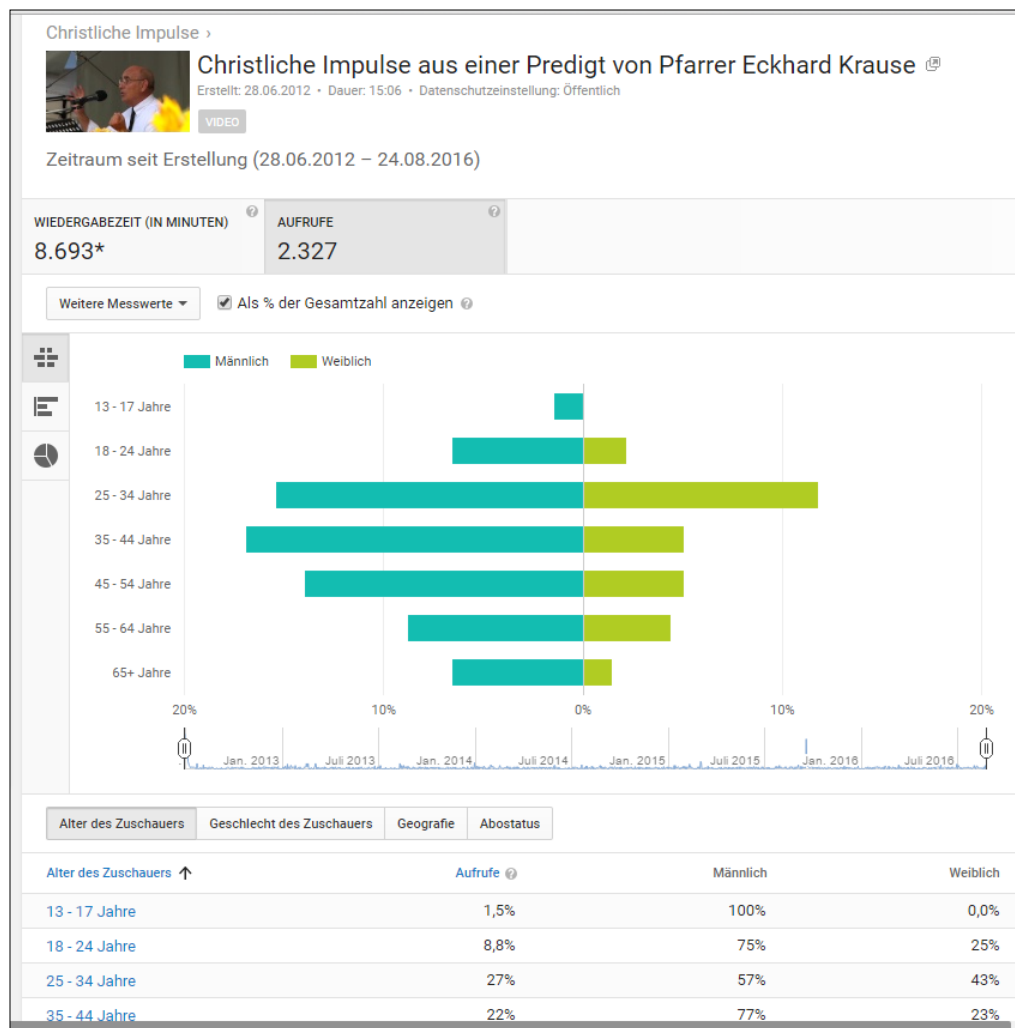 Christliche Impulse ›
Christliche Impulse aus einer Predigt von Pfarrer Eckhard Krause
Erstellt: 28.06.2012 • Dauer: 15:06 • Datenschutzeinstellung: Öffentlich
VIDEO
Zeitraum seit Erstellung (28.06.2012 – 24.08.2016)
WIEDERGABEZEIT (IN MINUTEN) ?
8.693*
AUFRUFE ?
2.327
Weitere Messwerte
Als % der Gesamtzahl anzeigen ?
Männlich Weiblich
13 - 17 Jahre
18 - 24 Jahre
25 - 34 Jahre
35 - 44 Jahre
45 - 54 Jahre
55 - 64 Jahre
65+ Jahre
20% 10% 0% 10% 20%
Jan. 2013 Juli 2013 Jan. 2014 Juli 2014 Jan. 2015 Juli 2015 Jan. 2016 Juli 2016
Alter des Zuschauers Geschlecht des Zuschauers Geografie Abostatus
Alter des Zuschauers ↑ Aufrufe ? Männlich Weiblich
13 - 17 Jahre 1,5% 100% 0,0%
18 - 24 Jahre 8,8% 75% 25%
25 - 34 Jahre 27% 57% 43%
35 - 44 Jahre 22% 77% 23%